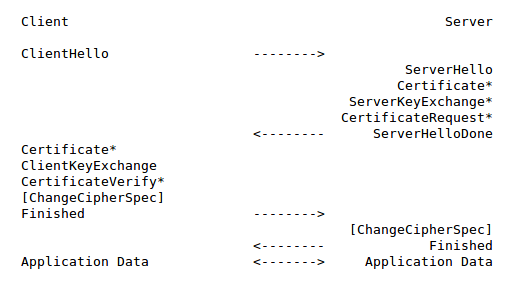 Client Server
ClientHello -------->
ServerHello
Certificate*
ServerKeyExchange*
CertificateRequest*
<-------- ServerHelloDone
Certificate*
ClientKeyExchange
CertificateVerify*
[ChangeCipherSpec]
Finished -------->
[ChangeCipherSpec]
<-------- Finished
Application Data <-------> Application Data